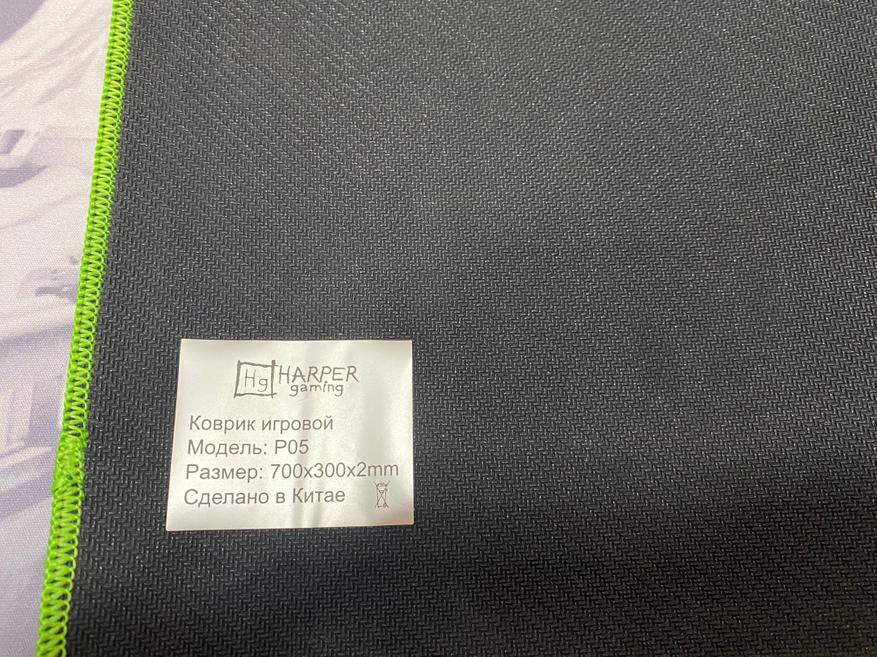 Hg HARPER
gaming
Коврик игровой
Модель: P05
Размер: 700x300x2mm
Сделано в Китае